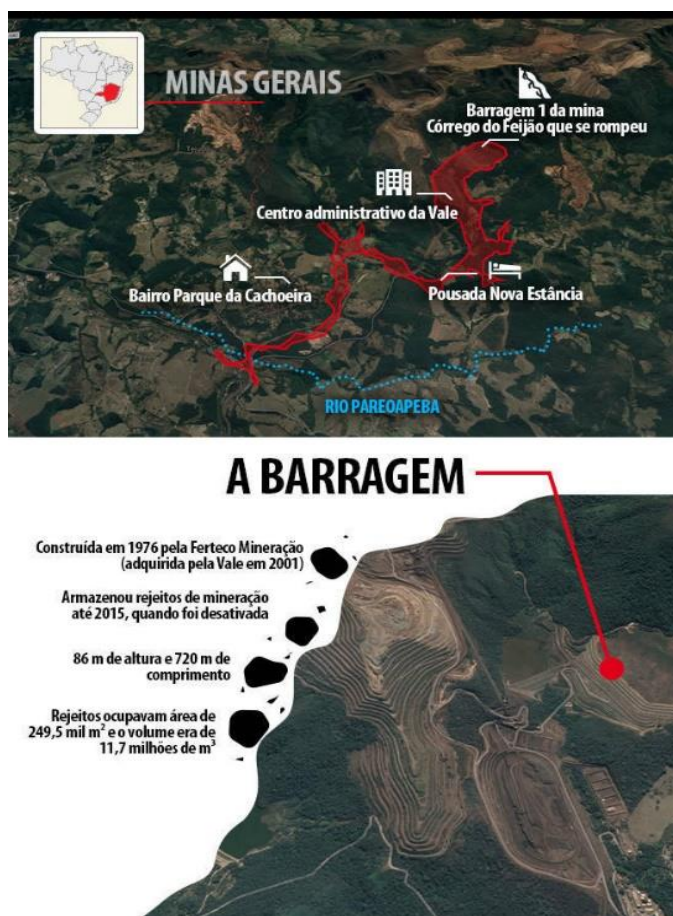 MINAS GERAIS
Barragem 1 da mina
Córrego do Feijão que se rompeu
Centro administrativo da Vale
Bairro Parque da Cachoeira
Pousada Nova Estância
RIO PAREOAPEBA
A BARRAGEM
Construída em 1976 pela Ferteco Mineração
(adquirida pela Vale em 2001)
Armazenou rejeitos de mineração
até 2015, quando foi desativada
86 m de altura e 720 m de
comprimento
Rejeitos ocupavam área de
249,5 mil m² e o volume era de
11,7 milhões de m³